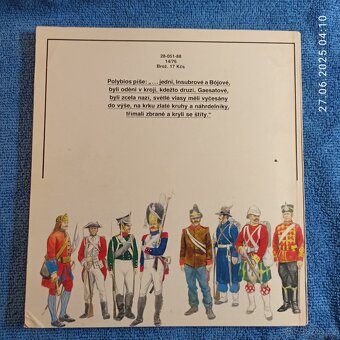 28-051-88
14/76
Brož. 17 Kčs
Polybios píše: „... jedni, Insubrové a Bójové,
byli oděni v kroji, kdežto druzí, Gaesatové,
byli zcela nazí, světlé vlasy měli vyčesány
do výše, na krku zlaté kruhy a náhrdelníky,
třímali zbraně a kryli se štíty.“
27.06.2025 04:10